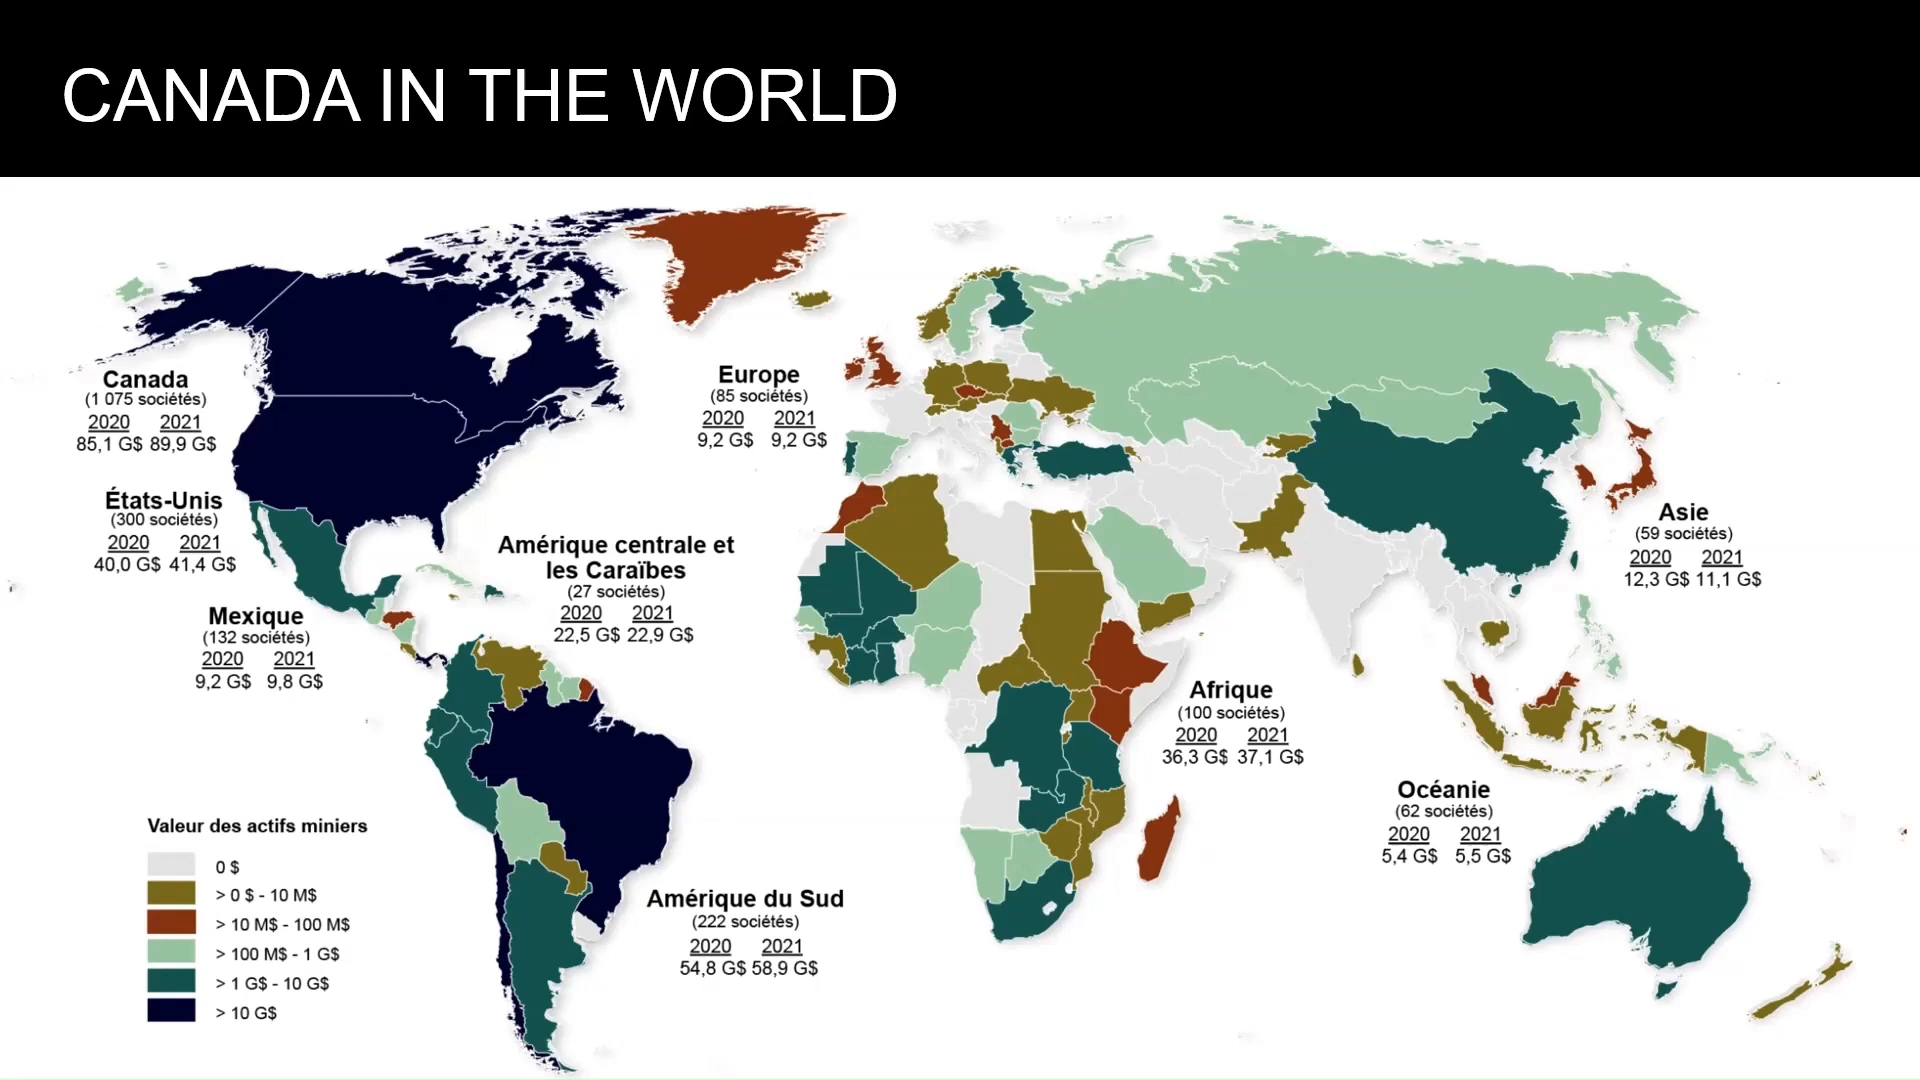 CANADA IN THE WORLD
Canada
(1 075 sociétés)
2020 2021
85,1 G$ 89,9 G$
États-Unis
(300 sociétés)
2020 2021
40,0 G$ 41,4 G$
Mexique
(132 sociétés)
2020 2021
9,2 G$ 9,8 G$
Amérique centrale et
les Caraïbes
(27 sociétés)
2020 2021
22,5 G$ 22,9 G$
Europe
(85 sociétés)
2020 2021
9,2 G$ 9,2 G$
Asie
(59 sociétés)
2020 2021
12,3 G$ 11,1 G$
Afrique
(100 sociétés)
2020 2021
36,3 G$ 37,1 G$
Océanie
(62 sociétés)
2020 2021
5,4 G$ 5,5 G$
Amérique du Sud
(222 sociétés)
2020 2021
54,8 G$ 58,9 G$
Valeur des actifs miniers
0 $
> 0 $ - 10 M$
> 10 M$ - 100 M$
> 100 M$ - 1 G$
> 1 G$ - 10 G$
> 10 G$